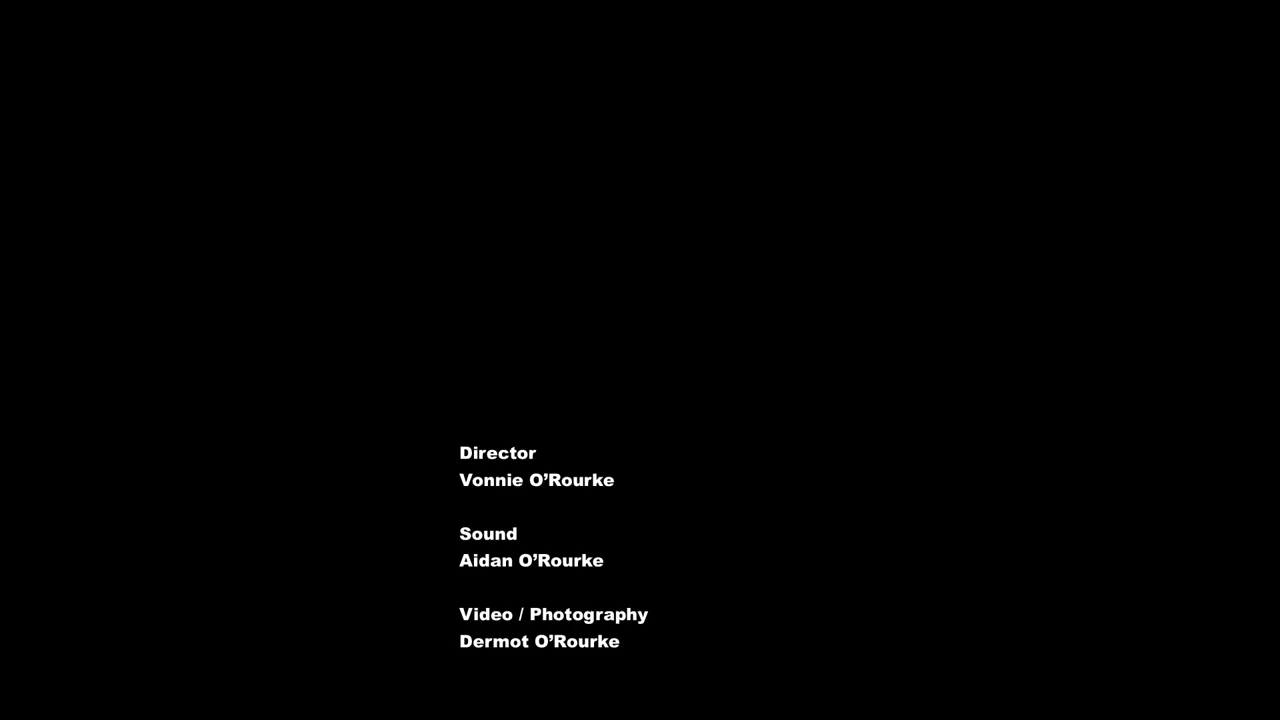 Director
Vonnie O’Rourke
Sound
Aidan O’Rourke
Video / Photography
Dermot O’Rourke